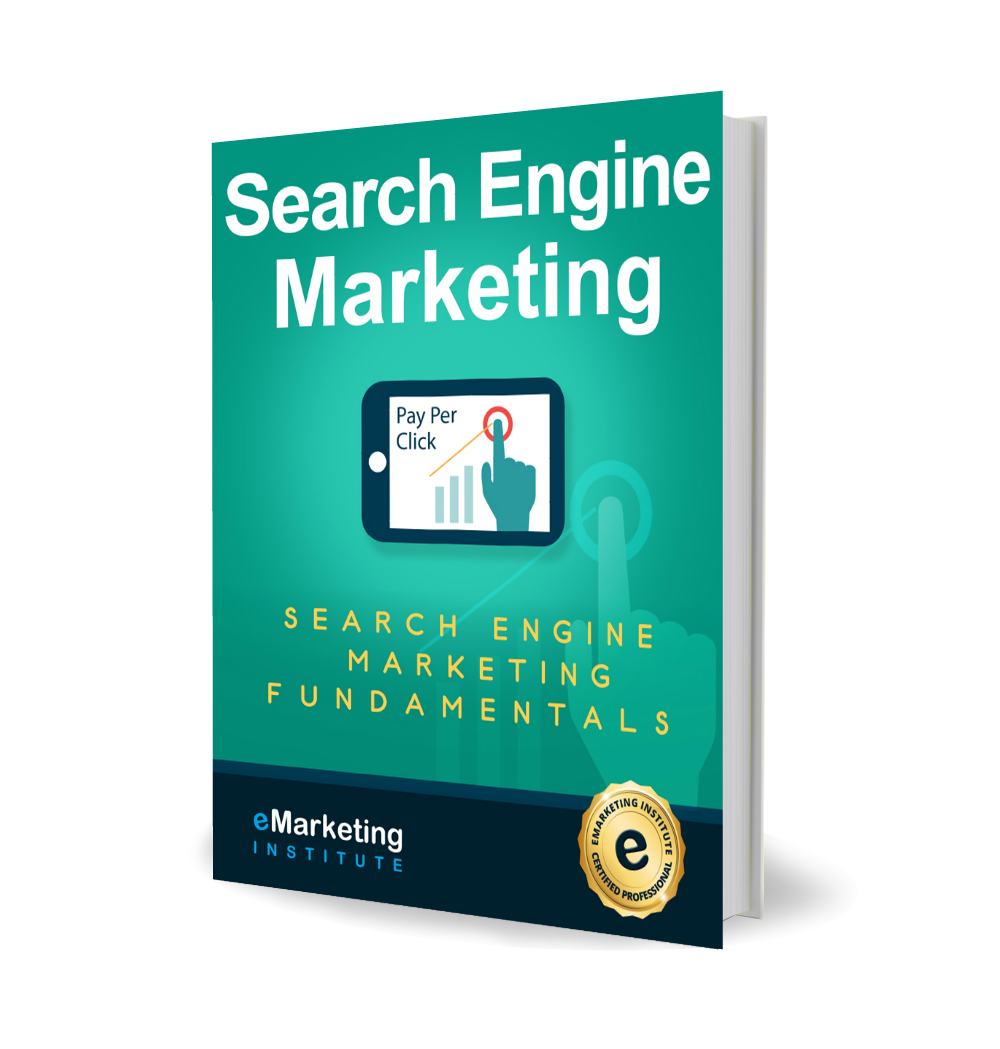 Search Engine
Marketing
Pay Per
Click
SEARCH ENGINE
MARKETING
FUNDAMENTALS
eMarketing
INSTITUTE
EMARKETING INSTITUTE
e
CERTIFIED PROFESSIONAL